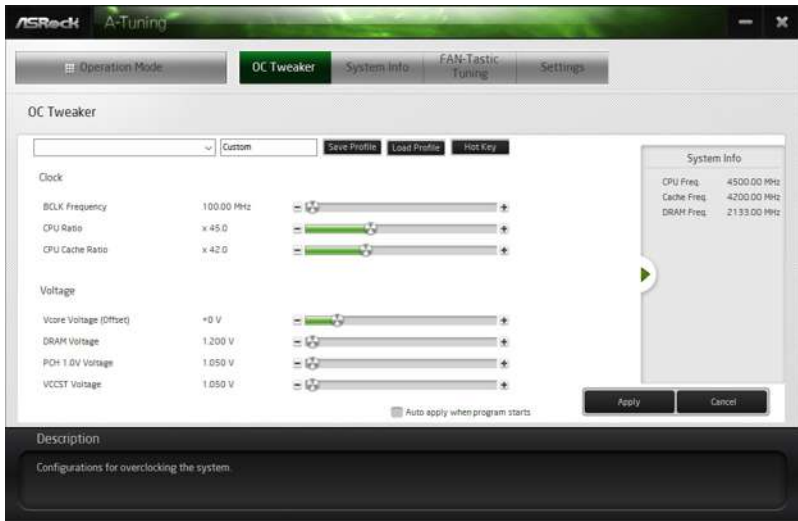 ASRock A-Tuning
Operation Mode
OC Tweaker
System Info
FAN-Tastic
Tuning
Settings
OC Tweaker
Custom
Save Profile
Load Profile
Hot Key
System Info
CPU Freq. 4500.00 MHz
Cache Freq. 4200.00 MHz
DRAM Freq. 2133.00 MHz
Clock
BCLK Frequency 100.00 MHz
CPU Ratio x 45.0
CPU Cache Ratio x 42.0
Voltage
Vcore Voltage (Offset) +0 V
DRAM Voltage 1.200 V
PCH 1.0V Voltage 1.050 V
VCCST Voltage 1.050 V
Auto apply when program starts
Apply
Cancel
Description
Configurations for overclocking the system.